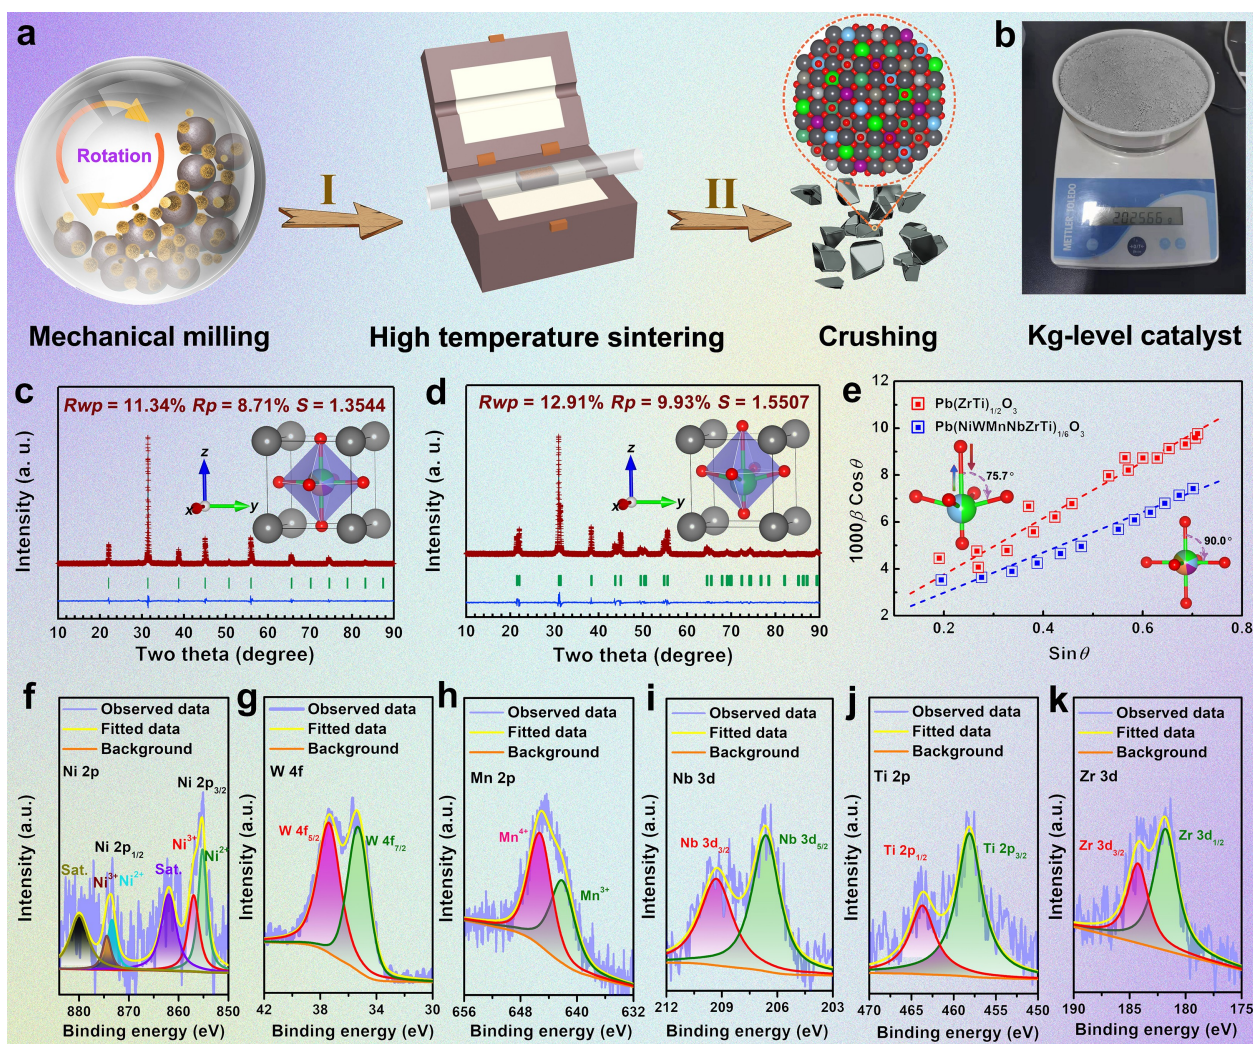 a
b
Rotation
I
II
METTLER TOLEDO
Mechanical milling
High temperature sintering
Crushing
Kg-level catalyst
c
Rwp = 11.34% Rp = 8.71% S = 1.3544
Intensity (a. u.)
z
x
y
10 20 30 40 50 60 70 80 90
Two theta (degree)
d
Rwp = 12.91% Rp = 9.93% S = 1.5507
Intensity (a. u.)
z
x
y
10 20 30 40 50 60 70 80 90
Two theta (degree)
e
12
10
8
6
4
2
1000β Cosθ
Pb(ZrTi)1/2O3
Pb(NiWMnNbZrTi)1/6O3
75.7°
90.0°
0.2 0.4 0.6 0.8
Sinθ
f
Observed data
Fitted data
Background
Ni 2p
Ni 2p3/2
Ni 2p1/2
Ni3+
Ni2+
Sat.
Sat.
Ni3+
Ni2+
Intensity (a.u.)
880 870 860 850
Binding energy (eV)
g
Observed data
Fitted data
Background
W 4f
W 4f5/2
W 4f7/2
Intensity (a.u.)
42 38 34 30
Binding energy (eV)
h
Observed data
Fitted data
Background
Mn 2p
Mn4+
Mn3+
Intensity (a.u.)
656 648 640 632
Binding energy (eV)
i
Observed data
Fitted data
Background
Nb 3d
Nb 3d3/2
Nb 3d5/2
Intensity (a.u.)
212 209 206 203
Binding energy (eV)
j
Observed data
Fitted data
Background
Ti 2p
Ti 2p1/2
Ti 2p3/2
Intensity (a.u.)
470 465 460 455 450
Binding energy (eV)
k
Observed data
Fitted data
Background
Zr 3d
Zr 3d3/2
Zr 3d1/2
Intensity (a.u.)
190 185 180 175
Binding energy (eV)